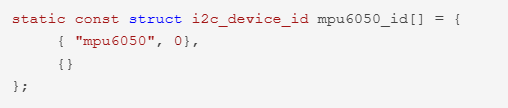 static const struct i2c_device_id mpu6050_id[] = {
     { "mpu6050", 0},
     {}
};